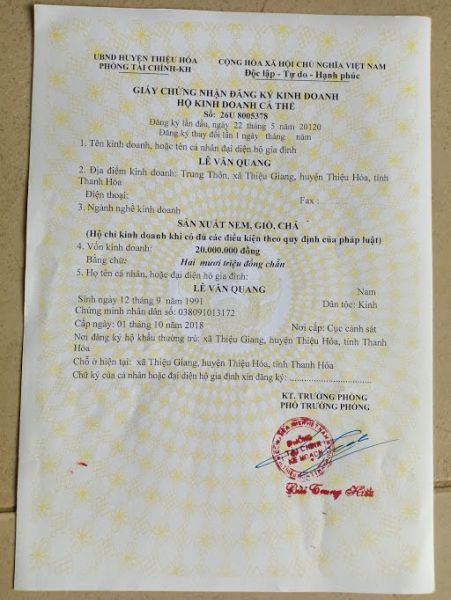 UBND HUYỆN THIỆU HÓA
PHÒNG TÀI CHÍNH-KH
CỘNG HÒA XÃ HỘI CHỦ NGHĨA VIỆT NAM
Độc lập - Tự do - Hạnh phúc
GIẤY CHỨNG NHẬN ĐĂNG KÝ KINH DOANH
HỘ KINH DOANH CÁ THỂ
Số: 26U 8005378
Đăng ký lần đầu, ngày 22 tháng 5 năm 20120
Đăng ký thay đổi lần 1 ngày tháng năm
1. Tên kinh doanh, hoặc tên cá nhân đại diện hộ gia đình
LÊ VĂN QUANG
2. Địa điểm kinh doanh: Trung Thôn, xã Thiệu Giang, huyện Thiệu Hóa, tỉnh
Thanh Hóa
Điện thoại: Fax :
3. Ngành nghề kinh doanh
SẢN XUẤT NEM, GIÒ, CHẢ
(Hộ chỉ kinh doanh khi có đủ các điều kiện theo quy định của pháp luật)
4. Vốn kinh doanh: 20.000.000 đồng
Bằng chữ: Hai mươi triệu đồng chẵn
5. Họ tên cá nhân, hoặc đại diện hộ gia đình:
LÊ VĂN QUANG Nam
Sinh ngày 12 tháng 9 năm 1991 Dân tộc: Kinh
Chứng minh nhân dân số: 038091013172
Cấp ngày: 01 tháng 10 năm 2018 Nơi cấp: Cục cảnh sát
Nơi đăng ký hộ khẩu thường trú: xã Thiệu Giang, huyện Thiệu Hóa, tỉnh Thanh
Hóa
Chỗ ở hiện tại: xã Thiệu Giang, huyện Thiệu Hóa, tỉnh Thanh Hóa
Chữ ký của cá nhân hoặc đại diện hộ gia đình xin đăng ký:
KT. TRƯỞNG PHÒNG
PHÓ TRƯỞNG PHÒNG
PHÒNG
TÀI CHÍNH
KẾ HOẠCH